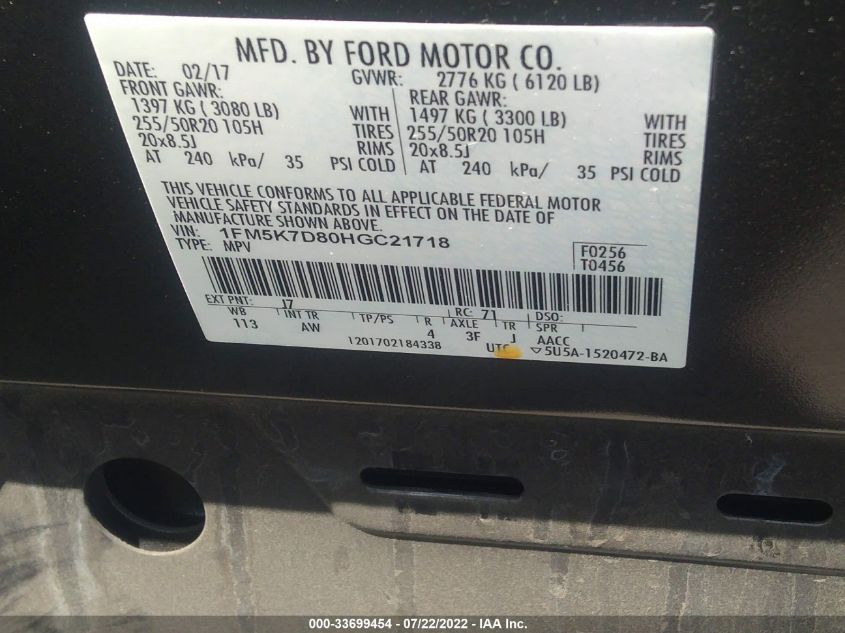 MFD. BY FORD MOTOR CO.
DATE: 02/17 GVWR: 2776 KG ( 6120 LB)
FRONT GAWR: REAR GAWR:
1397 KG ( 3080 LB) WITH 1497 KG ( 3300 LB) WITH
255/50R20 105H TIRES 255/50R20 105H TIRES
20x8.5J RIMS 20x8.5J RIMS
AT 240 kPa/ 35 PSI COLD AT 240 kPa/ 35 PSI COLD
THIS VEHICLE CONFORMS TO ALL APPLICABLE FEDERAL MOTOR
VEHICLE SAFETY STANDARDS IN EFFECT ON THE DATE OF
MANUFACTURE SHOWN ABOVE.
VIN: 1FM5K7D80HGC21718
TYPE: MPV
F0256
T0456
EXT PNT: J7 RC: 71 DSO:
WB INT TR TP/PS R AXLE TR SPR
113 AW 4 3F J AACC
1201702184338 UTC ▽5U5A-1520472-BA
000-33699454 - 07/22/2022 - IAA Inc.